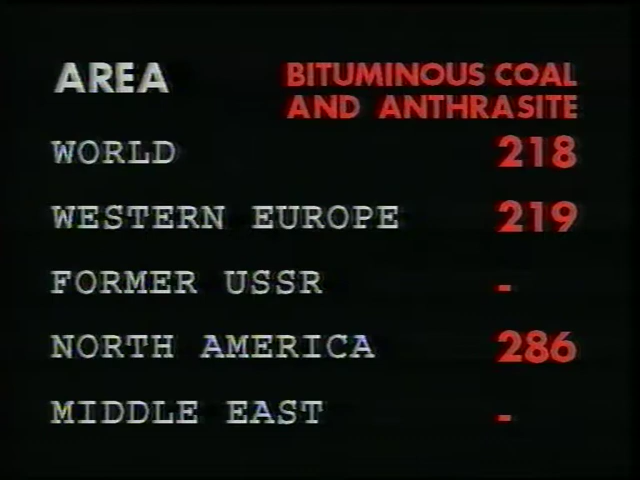 AREA BITUMINOUS COAL
AND ANTHRASITE
WORLD 218
WESTERN EUROPE 219
FORMER USSR -
NORTH AMERICA 286
MIDDLE EAST -